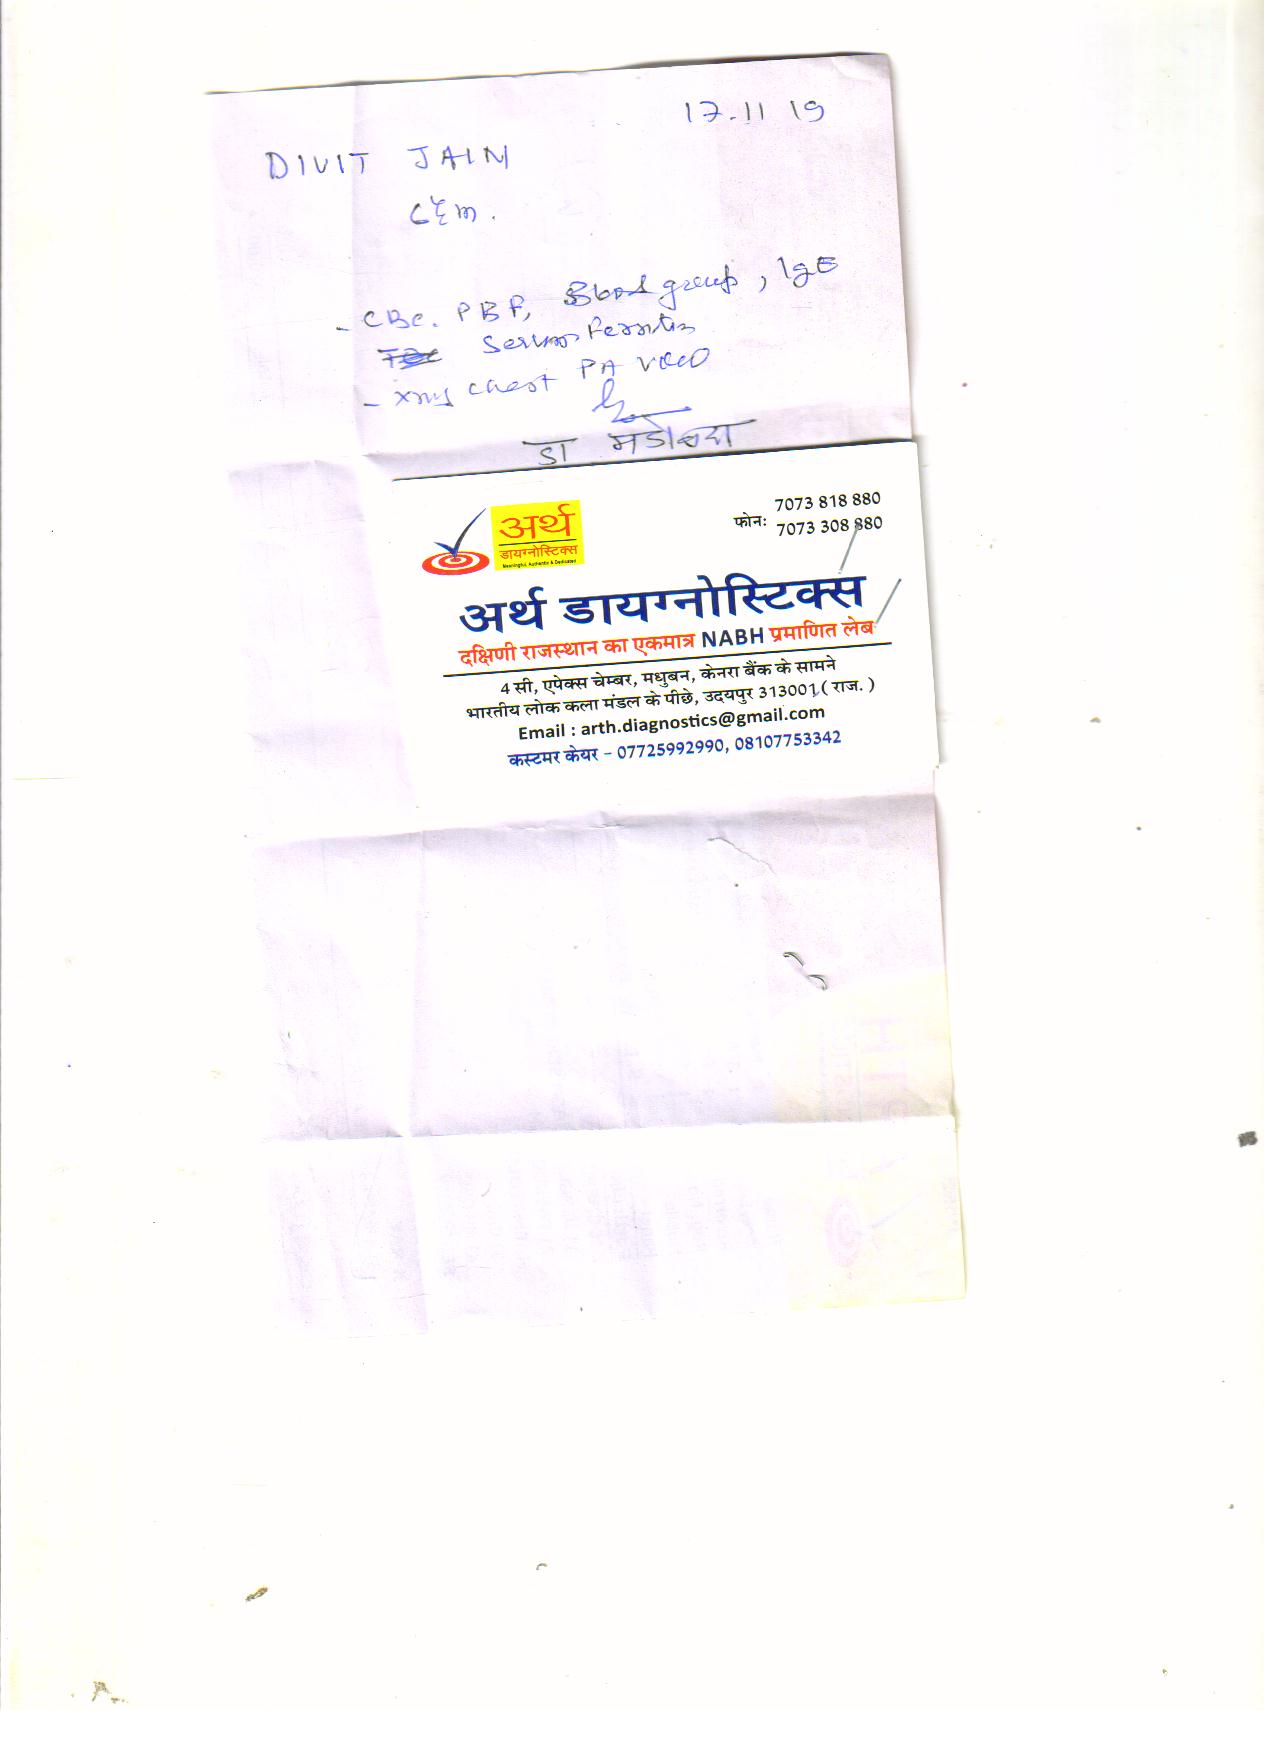 17.11 19
DIVIT JAIN
- CBC. PBF, Blood group, IgE
Serum Ferritin
- xray chest PA view
डा
अर्थ
डायग्नोस्टिक्स
Meaningful, Authentic & Dedicated
7073 818 880
फोनः 7073 308 880
अर्थ डायग्नोस्टिक्स
दक्षिणी राजस्थान का एकमात्र NABH प्रमाणित लेब
4 सी, एपेक्स चेम्बर, मधुबन, केनरा बैंक के सामने
भारतीय लोक कला मंडल के पीछे, उदयपुर 313001 ( राज. )
Email : arth.diagnostics@gmail.com
कस्टमर केयर – 07725992990, 08107753342